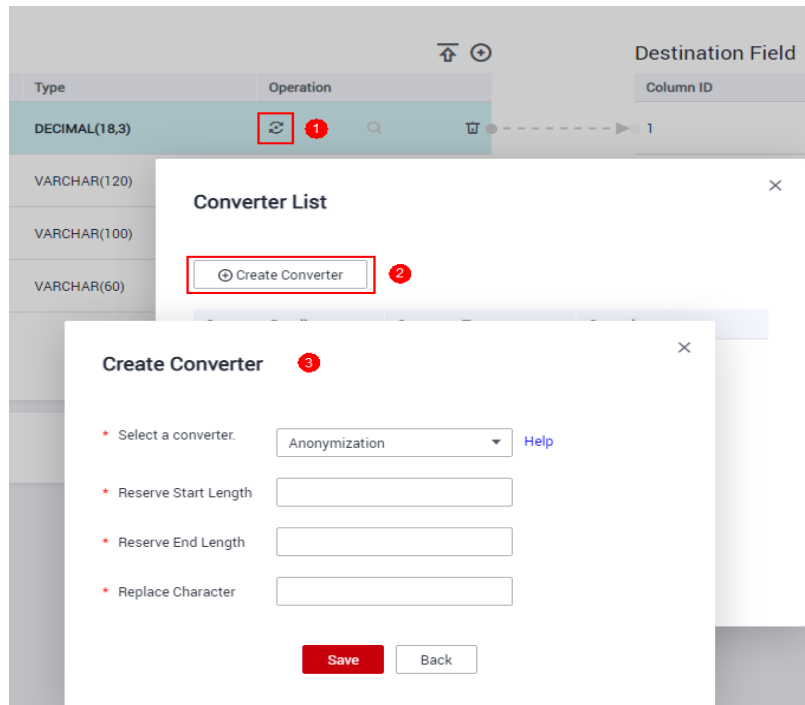 Destination Field
Type Operation Column ID
DECIMAL(18,3) 1 1
VARCHAR(120)
Converter List
VARCHAR(100)
VARCHAR(60)
Create Converter 2
Create Converter 3
* Select a converter. Anonymization Help
* Reserve Start Length
* Reserve End Length
* Replace Character
Save Back